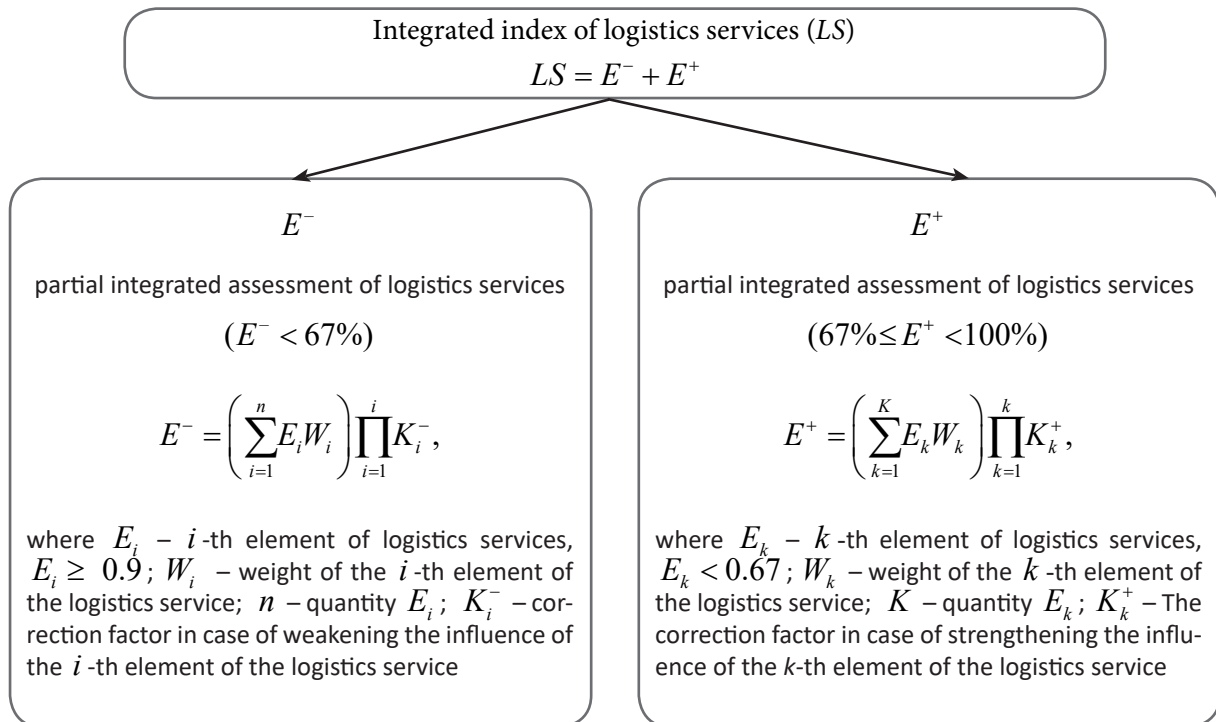 Integrated index of logistics services (LS)
LS = E⁻ + E⁺
E⁻
partial integrated assessment of logistics services
(E⁻ < 67%)
E⁻ = (∑ᵢ₌₁ⁿ EᵢWᵢ) ∏ᵢ₌₁ⁱ Kᵢ⁻,
where Eᵢ – i -th element of logistics services,
Eᵢ ≥ 0.9 ; Wᵢ – weight of the i -th element of
the logistics service; n – quantity Eᵢ ; Kᵢ⁻ – cor-
rection factor in case of weakening the influence of
the i -th element of the logistics service
E⁺
partial integrated assessment of logistics services
(67%≤ E⁺ <100%)
E⁺ = (∑ₖ₌₁ᴷ EₖWₖ) ∏ₖ₌₁ᵏ Kₖ⁺,
where Eₖ – k -th element of logistics services,
Eₖ < 0.67 ; Wₖ – weight of the k -th element of
the logistics service; K – quantity Eₖ ; Kₖ⁺ – The
correction factor in case of strengthening the influ-
ence of the k-th element of the logistics service